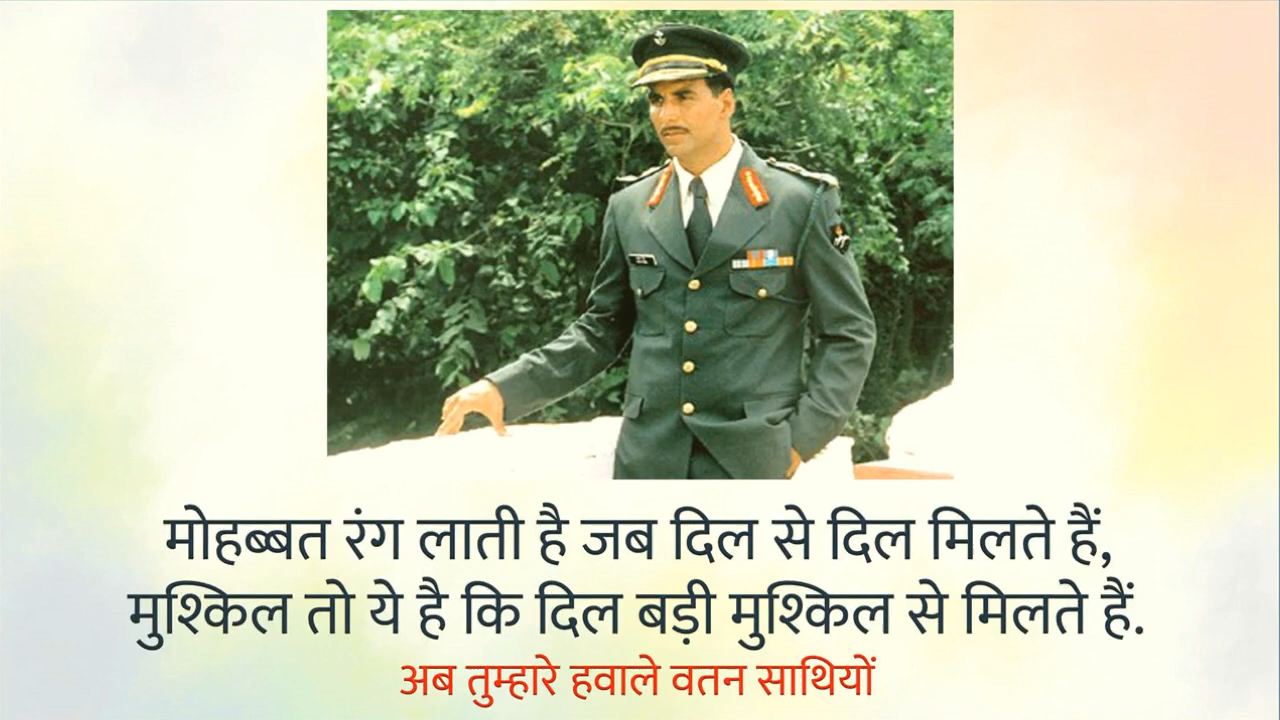 मोहब्बत रंग लाती है जब दिल से दिल मिलते हैं,
मुश्किल तो ये है कि दिल बड़ी मुश्किल से मिलते हैं.
अब तुम्हारे हवाले वतन साथियों